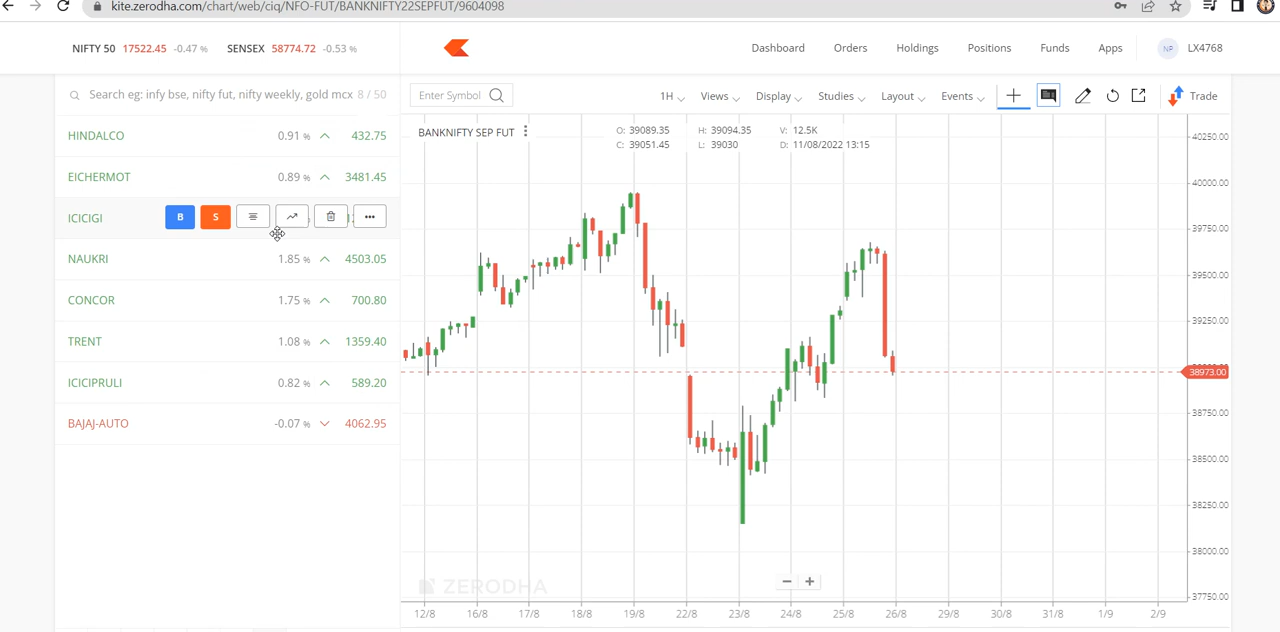 kite.zerodha.com/chart/web/ciq/NFO-FUT/BANKNIFTY22SEPFUT/9604098
NIFTY 50 17522.45 -0.47 % SENSEX 58774.72 -0.53 %
Dashboard Orders Holdings Positions Funds Apps NP LX4768
Search eg: infy bse, nifty fut, nifty weekly, gold mcx 8 / 50
Enter Symbol 1H Views Display Studies Layout Events Trade
HINDALCO 0.91 % 432.75
EICHERMOT 0.89 % 3481.45
ICICIGI B S
NAUKRI 1.85 % 4503.05
CONCOR 1.75 % 700.80
TRENT 1.08 % 1359.40
ICICIPRULI 0.82 % 589.20
BAJAJ-AUTO -0.07 % 4062.95
BANKNIFTY SEP FUT
O: 39089.35 H: 39094.35 V: 12.5K
C: 39051.45 L: 39030 D: 11/08/2022 13:15
40250.00
40000.00
39750.00
39500.00
39250.00
38973.00
38750.00
38500.00
38250.00
38000.00
37750.00
ZERODHA
12/8 16/8 17/8 18/8 19/8 22/8 23/8 24/8 25/8 26/8 29/8 30/8 31/8 1/9 2/9